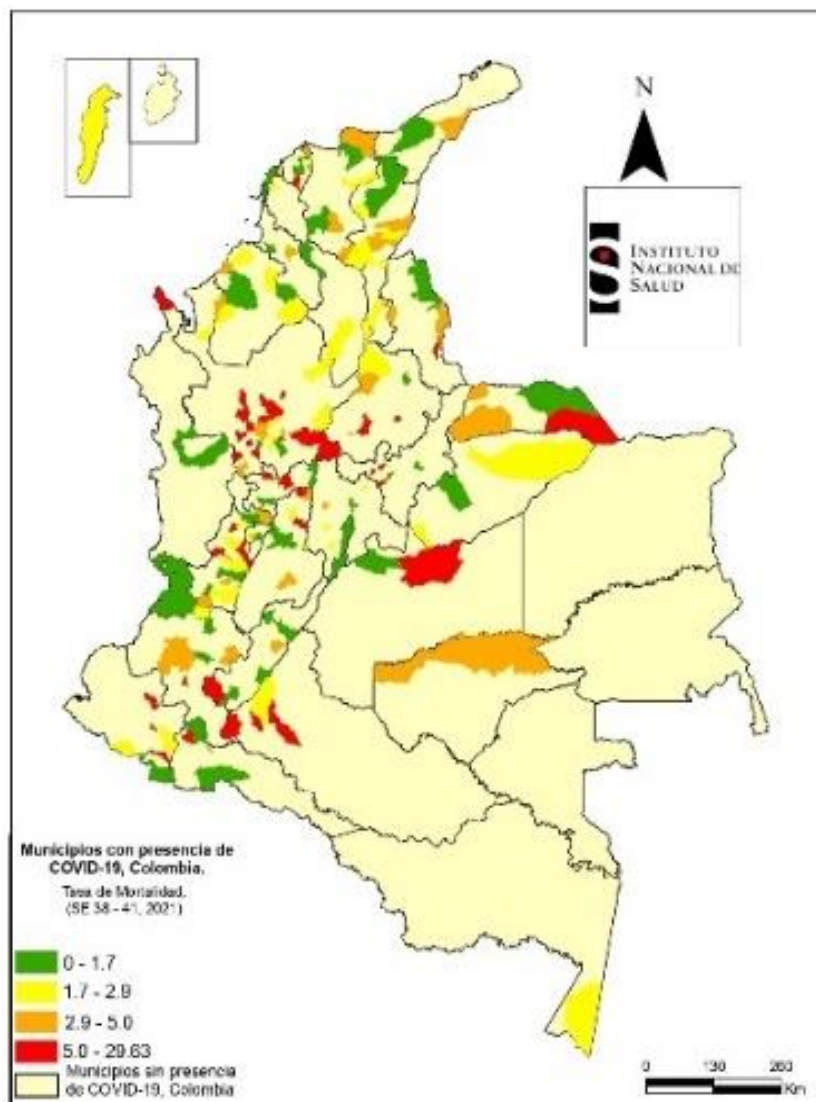 N
INSTITUTO
NACIONAL DE
SALUD
Municipios con presencia de
COVID-19, Colombia.
Tasa de Mortalidad.
(SE 38 - 41, 2021)
0 - 1.7
1.7 - 2.9
2.9 - 5.0
5.0 - 29.63
Municipios sin presencia
de COVID-19, Colombia
0 130 260
Km